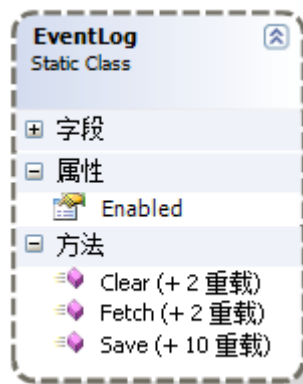 EventLog
Static Class
字段
属性
Enabled
方法
Clear (+ 2 重载)
Fetch (+ 2 重载)
Save (+ 10 重载)